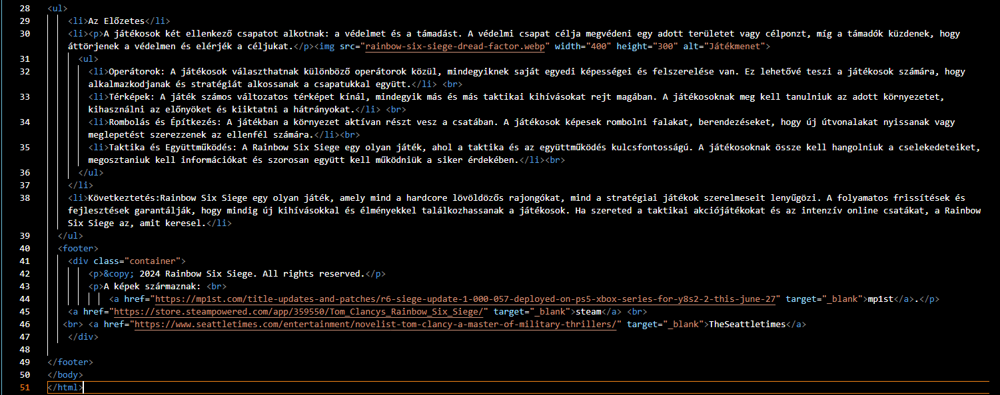 28 <ul>
29 <li>Az Előzetes</li>
30 <li><p>A játékosok két ellenkező csapatot alkotnak: a védelmet és a támadást. A védelmi csapat célja megvédeni egy adott területet vagy célponzt, míg a támadók küzdenek, hogy
áttörjenek a védelmen és elérjék a céljukat.</p><img src="rainbow-six-siege-dread-factor.webp" width="400" height="300" alt="Játékmenet">
31 <ul>
32 <li>Operátorok: A játékosok választhatnak különböző operátorok közül, mindegyiknek saját egyedi képességei és felszerelése van. Ez lehetővé teszi a játékosok számára, hogy
alkalmazkodjanak és stratégiát alkossanak a csapatukkal együtt.</li> <br>
33 <li>Térképek: A játék számos változatos térképet kínál, mindegyik más és más taktikai kihívásokat rejt magában. A játékosoknak meg kell tanulniuk az adott környezetet,
kihasználni az előnyöket és kiiktatni a hátrányokat.</li> <br>
34 <li>Rombolás és Építkezés: A játékban a környezet aktívan részt vesz a csatában. A játékosok képesek rombolni falakat, berendezéseket, hogy új útvonalakat nyissanak vagy
meglepetést szerezzenek az ellenfél számára.</li><br>
35 <li>Taktika és Együttműködés: A Rainbow Six Siege egy olyan játék, ahol a taktika és az együttműködés kulcsfontosságú. A játékosoknak össze kell hangolniuk a cselekedeteiket,
megosztaniuk kell információkat és szorosan együtt kell működniük a siker érdekében.</li><br>
36 </ul>
37 </li>
38 <li>Következtetés:Rainbow Six Siege egy olyan játék, amely mind a hardcore lövöldözős rajongókat, mind a stratégiai játékok szerelmeseit lenyűgözi. A folyamatos frissítések és
fejlesztések garantálják, hogy mindig új kihívásokkal és élményekkel találkozhassanak a játékosok. Ha szereted a taktikai akciójátékokat és az intenzív online csatákat, a Rainbow
Six Siege az, amit keresel.</li>
39 </ul>
40 <footer>
41 <div class="container">
42 <p>&copy; 2024 Rainbow Six Siege. All rights reserved.</p>
43 <p>A képek származnak: <br>
44 <a href="https://mp1st.com/title-updates-and-patches/r6-siege-update-1-000-057-deployed-on-ps5-xbox-series-for-y8s2-2-this-june-27" target="_blank">mp1st</a>.</p>
45 <a href="https://store.steampowered.com/app/359550/Tom_Clancys_Rainbow_Six_Siege/" target="_blank">steam</a> <br>
46 <br> <a href="https://www.seattletimes.com/entertainment/novelist-tom-clancy-a-master-of-military-thrillers/" target="_blank">TheSeattletimes</a>
47 </div>
48
49 </footer>
50 </body>
51 </html>